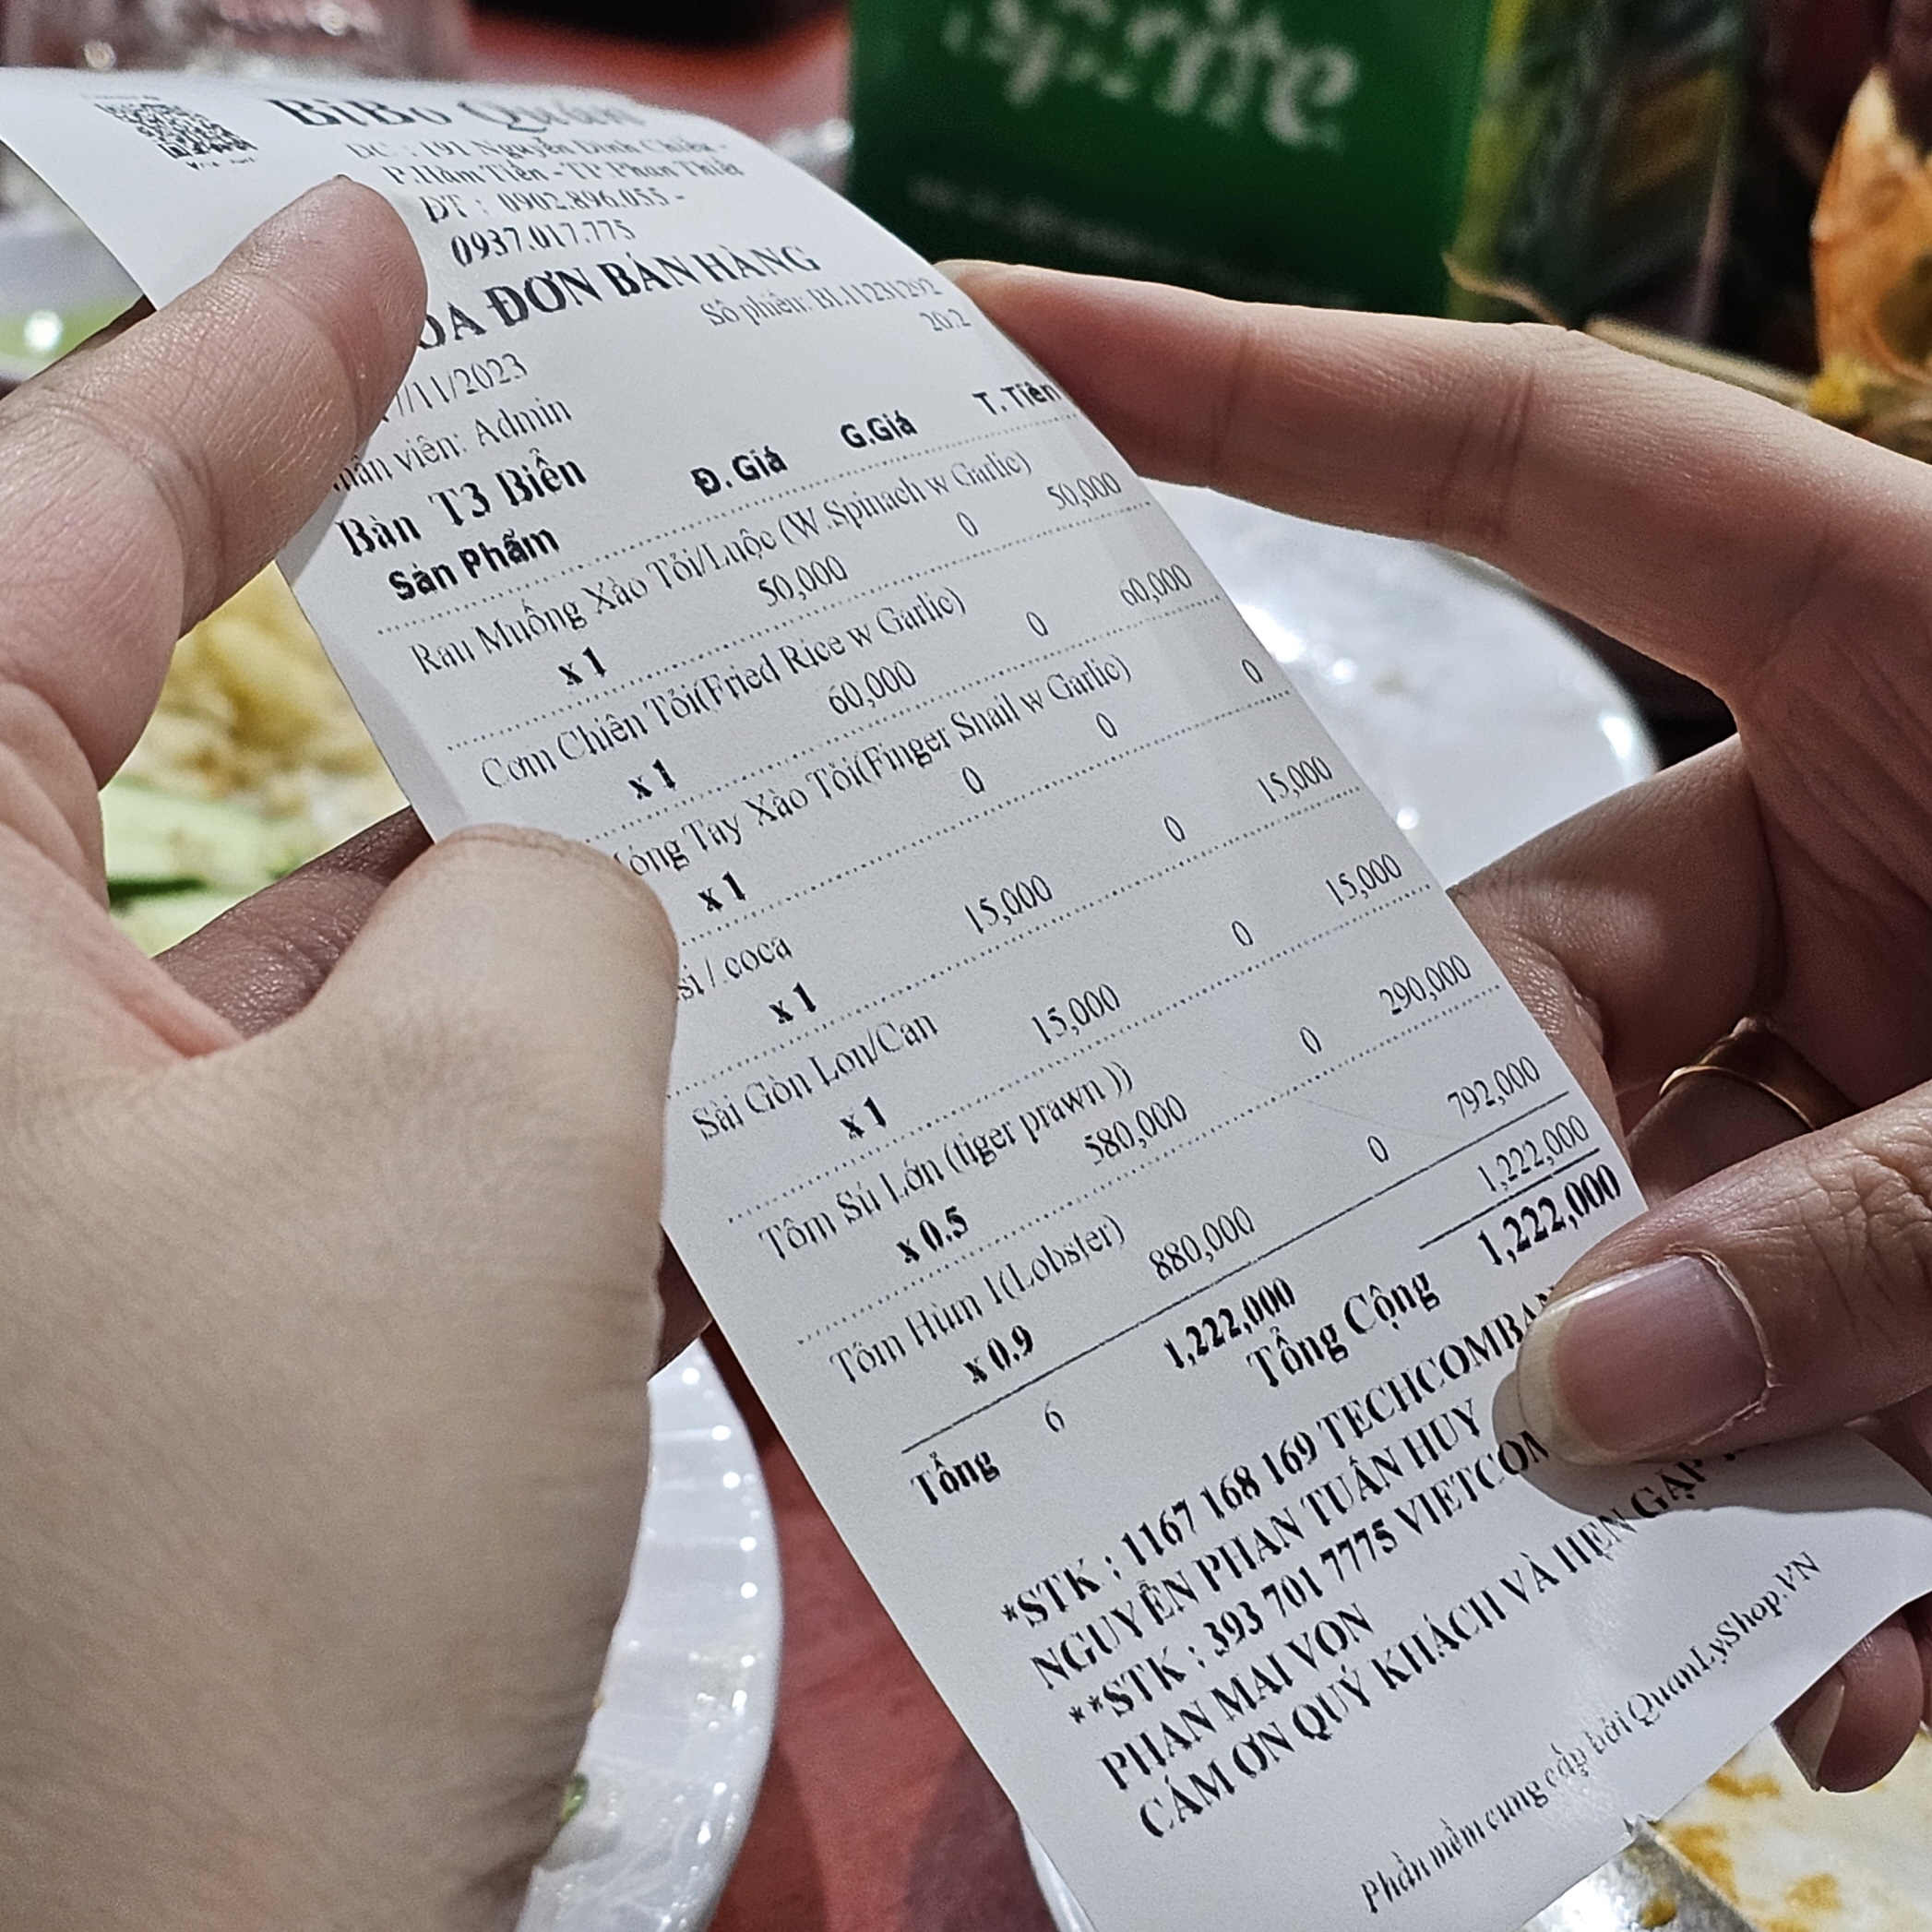 BiBo Quán
ĐC : 191 Nguyễn Đình Chiểu -
P.Hàm Tiến - TP.Phan Thiết
ĐT : 0902.896.055 -
0937.017.775
ÓA ĐƠN BÁN HÀNG
Số phiếu: BL11231292
/11/2023 20:2
hân viên: Admin
Bàn T3 Biển
Sản Phẩm Đ.Giá G.Giá T.Tiền
Rau Muống Xào Tỏi/Luộc (W.Spinach w Garlic)
x 1 50,000 0 50,000
Cơm Chiên Tỏi(Fried Rice w Garlic)
x 1 60,000 0 60,000
óng Tay Xào Tỏi(Finger Snail w Garlic)
x 1 0 0 0
si / coca
x 1 15,000 0 15,000
Sài Gòn Lon/Can
x 1 15,000 0 15,000
Tôm Sú Lớn (tiger prawn ))
x 0.5 580,000 0 290,000
Tôm Hùm 1(Lobster)
x 0.9 880,000 0 792,000
Tổng 6 1,222,000 1,222,000
Tổng Cộng 1,222,000
*STK : 1167 168 169 TECHCOMBAN
NGUYỄN PHAN TUẤN HUY
**STK : 393 701 7775 VIETCOM
PHAN MAI VON
CÁM ƠN QUÝ KHÁCH VÀ HẸN GẶP
Phần mềm cung cấp bởi QuanLyShop.VN
Sprite